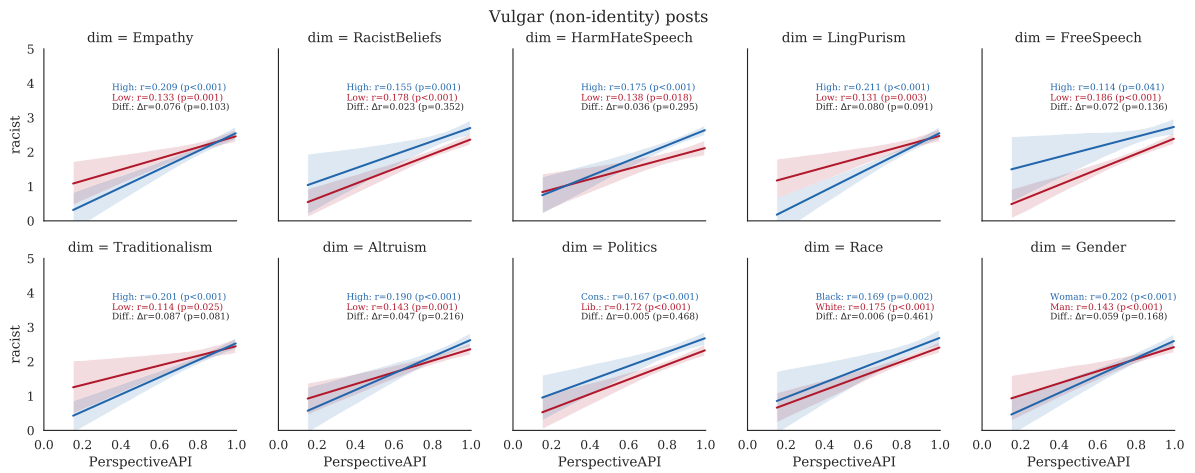 Vulgar (non-identity) posts
dim = Empathy
dim = RacistBeliefs
dim = HarmHateSpeech
dim = LingPurism
dim = FreeSpeech
5
4
3
2
1
0
racist
High: r=0.209 (p<0.001)
Low: r=0.133 (p=0.001)
Diff.: Δr=0.076 (p=0.103)
High: r=0.155 (p=0.001)
Low: r=0.178 (p<0.001)
Diff.: Δr=0.023 (p=0.352)
High: r=0.175 (p<0.001)
Low: r=0.138 (p=0.018)
Diff.: Δr=0.036 (p=0.295)
High: r=0.211 (p<0.001)
Low: r=0.131 (p=0.003)
Diff.: Δr=0.080 (p=0.091)
High: r=0.114 (p=0.041)
Low: r=0.186 (p<0.001)
Diff.: Δr=0.072 (p=0.136)
dim = Traditionalism
dim = Altruism
dim = Politics
dim = Race
dim = Gender
5
4
3
2
1
0
racist
High: r=0.201 (p<0.001)
Low: r=0.114 (p=0.025)
Diff.: Δr=0.087 (p=0.081)
High: r=0.190 (p<0.001)
Low: r=0.143 (p=0.001)
Diff.: Δr=0.047 (p=0.216)
Cons.: r=0.167 (p<0.001)
Lib.: r=0.172 (p<0.001)
Diff.: Δr=0.005 (p=0.468)
Black: r=0.169 (p=0.002)
White: r=0.175 (p<0.001)
Diff.: Δr=0.006 (p=0.461)
Woman: r=0.202 (p<0.001)
Man: r=0.143 (p<0.001)
Diff.: Δr=0.059 (p=0.168)
0.0 0.2 0.4 0.6 0.8 1.0
0.0 0.2 0.4 0.6 0.8 1.0
0.0 0.2 0.4 0.6 0.8 1.0
0.0 0.2 0.4 0.6 0.8 1.0
0.0 0.2 0.4 0.6 0.8 1.0
PerspectiveAPI
PerspectiveAPI
PerspectiveAPI
PerspectiveAPI
PerspectiveAPI